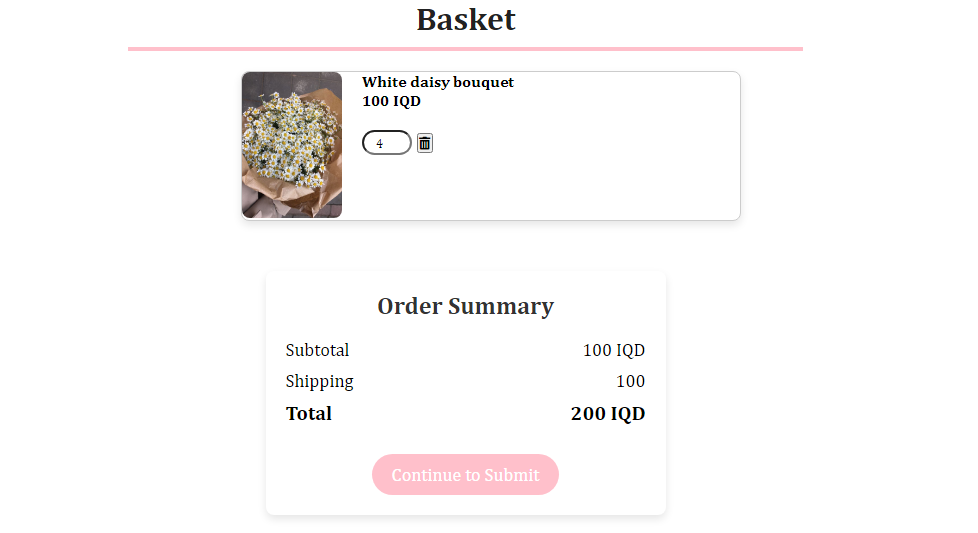 Basket
White daisy bouquet
100 IQD
4
Order Summary
Subtotal 100 IQD
Shipping 100
Total 200 IQD
Continue to Submit